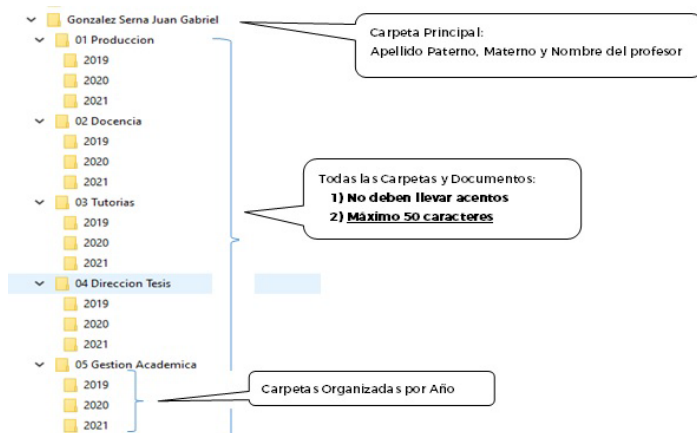 Gonzalez Serna Juan Gabriel
01 Produccion
2019
2020
2021
02 Docencia
2019
2020
2021
03 Tutorias
2019
2020
2021
04 Direccion Tesis
2019
2020
2021
05 Gestion Academica
2019
2020
2021
Carpeta Principal:
Apellido Paterno, Materno y Nombre del profesor
Todas las Carpetas y Documentos:
1) No deben llevar acentos
2) Máximo 50 caracteres
Carpetas Organizadas por Año